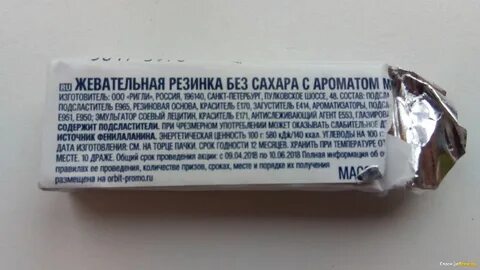 RU ЖЕВАТЕЛЬНАЯ РЕЗИНКА БЕЗ САХАРА С АРОМАТОМ М
ИЗГОТОВИТЕЛЬ: ООО «РИГЛИ», РОССИЯ, 196140, САНКТ-ПЕТЕРБУРГ, ПУЛКОВСКОЕ ШОССЕ, 48. СОСТАВ: ПОДСЛА
ПОДСЛАСТИТЕЛЬ Е965, РЕЗИНОВАЯ ОСНОВА, КРАСИТЕЛЬ Е170, ЗАГУСТИТЕЛЬ Е414, АРОМАТИЗАТОРЫ, ПОДС
Е951, Е950; ЭМУЛЬГАТОР СОЕВЫЙ ЛЕЦИТИН, КРАСИТЕЛЬ Е171, АНТИСЛЕЖИВАЮЩИЙ АГЕНТ Е553, ГЛАЗИРОВ
СОДЕРЖИТ ПОДСЛАСТИТЕЛИ. ПРИ ЧРЕЗМЕРНОМ УПОТРЕБЛЕНИИ МОЖЕТ ОКАЗЫВАТЬ СЛАБИТЕЛЬНОЕ Д
ИСТОЧНИК ФЕНИЛАЛАНИНА. ЭНЕРГЕТИЧЕСКАЯ ЦЕННОСТЬ 100 г: 580 кДж/140 ккал. УГЛЕВОДЫ НА 100 г:
ДАТА ИЗГОТОВЛЕНИЯ: СМ. НА ТОРЦЕ ПАЧКИ. СРОК ГОДНОСТИ 12 МЕСЯЦЕВ. ХРАНИТЬ ПРИ ТЕМПЕРАТУРЕ ОТ
МЕСТЕ. 10 ДРАЖЕ. Общий срок проведения акции: с 09.04.2018 по 10.06.2018 Полная информация об о
правилах ее проведения, количестве призов, сроках, месте и порядке их получения
размещена на orbit-promo.ru МАСС